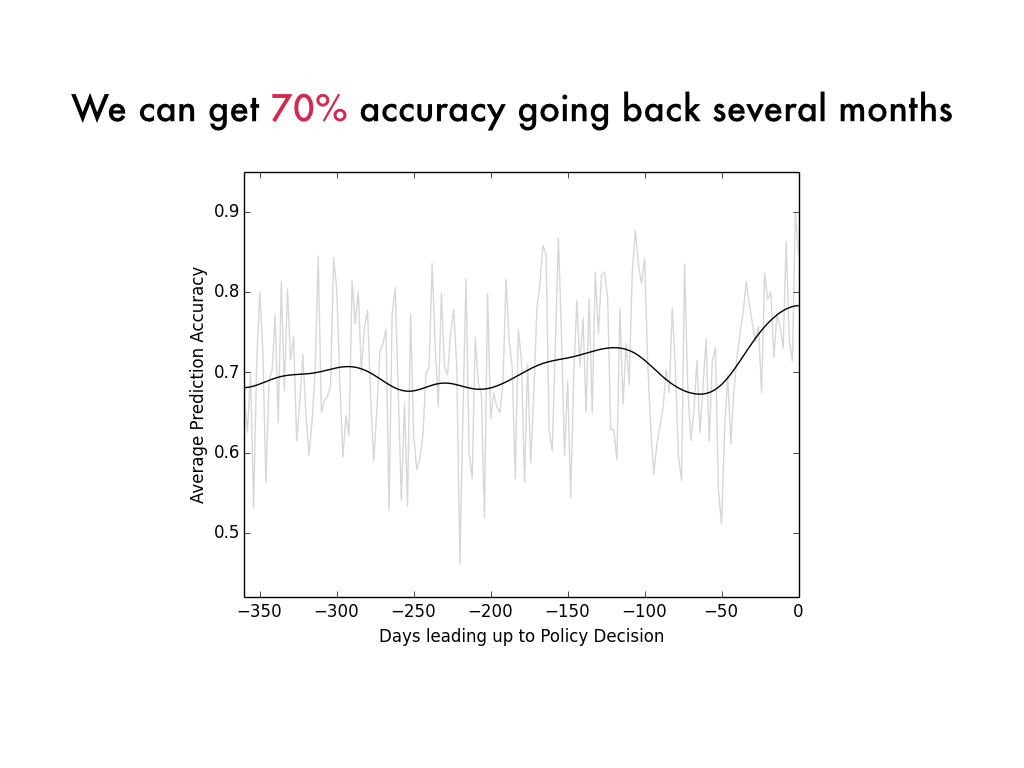 We can get 70% accuracy going back several months
0.9
0.8
0.7
0.6
0.5
Average Prediction Accuracy
−350 −300 −250 −200 −150 −100 −50 0
Days leading up to Policy Decision